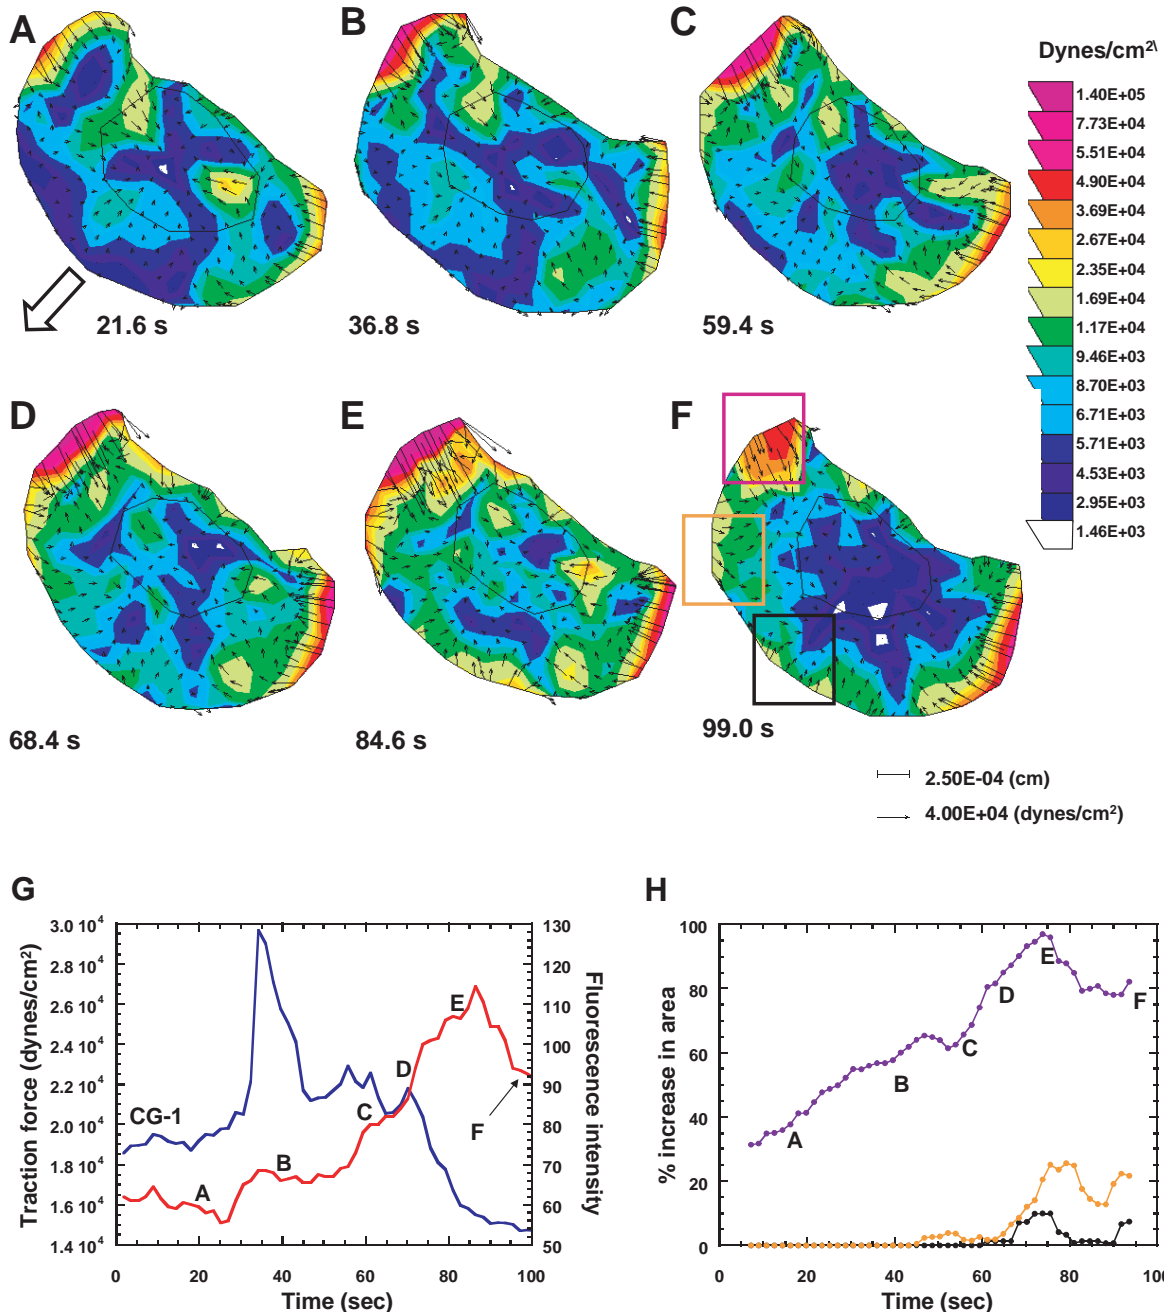 A
B
C
Dynes/cm2\
1.40E+05
7.73E+04
5.51E+04
4.90E+04
3.69E+04
2.67E+04
2.35E+04
1.69E+04
1.17E+04
9.46E+03
8.70E+03
6.71E+03
5.71E+03
4.53E+03
2.95E+03
1.46E+03
21.6 s
36.8 s
59.4 s
D
E
F
68.4 s
84.6 s
99.0 s
2.50E-04 (cm)
4.00E+04 (dynes/cm2)
G
Traction force (dynes/cm2)
3.0 10 4
2.8 10 4
2.6 10 4
2.4 10 4
2.2 10 4
2.0 10 4
1.8 10 4
1.6 10 4
1.4 10 4
CG-1
A
B
C
D
E
F
130
120
110
100
90
80
70
60
50
Fluorescence intensity
0 20 40 60 80 100
Time (sec)
H
% increase in area
100
80
60
40
20
0
A
B
C
D
E
F
0 20 40 60 80 100
Time (sec)